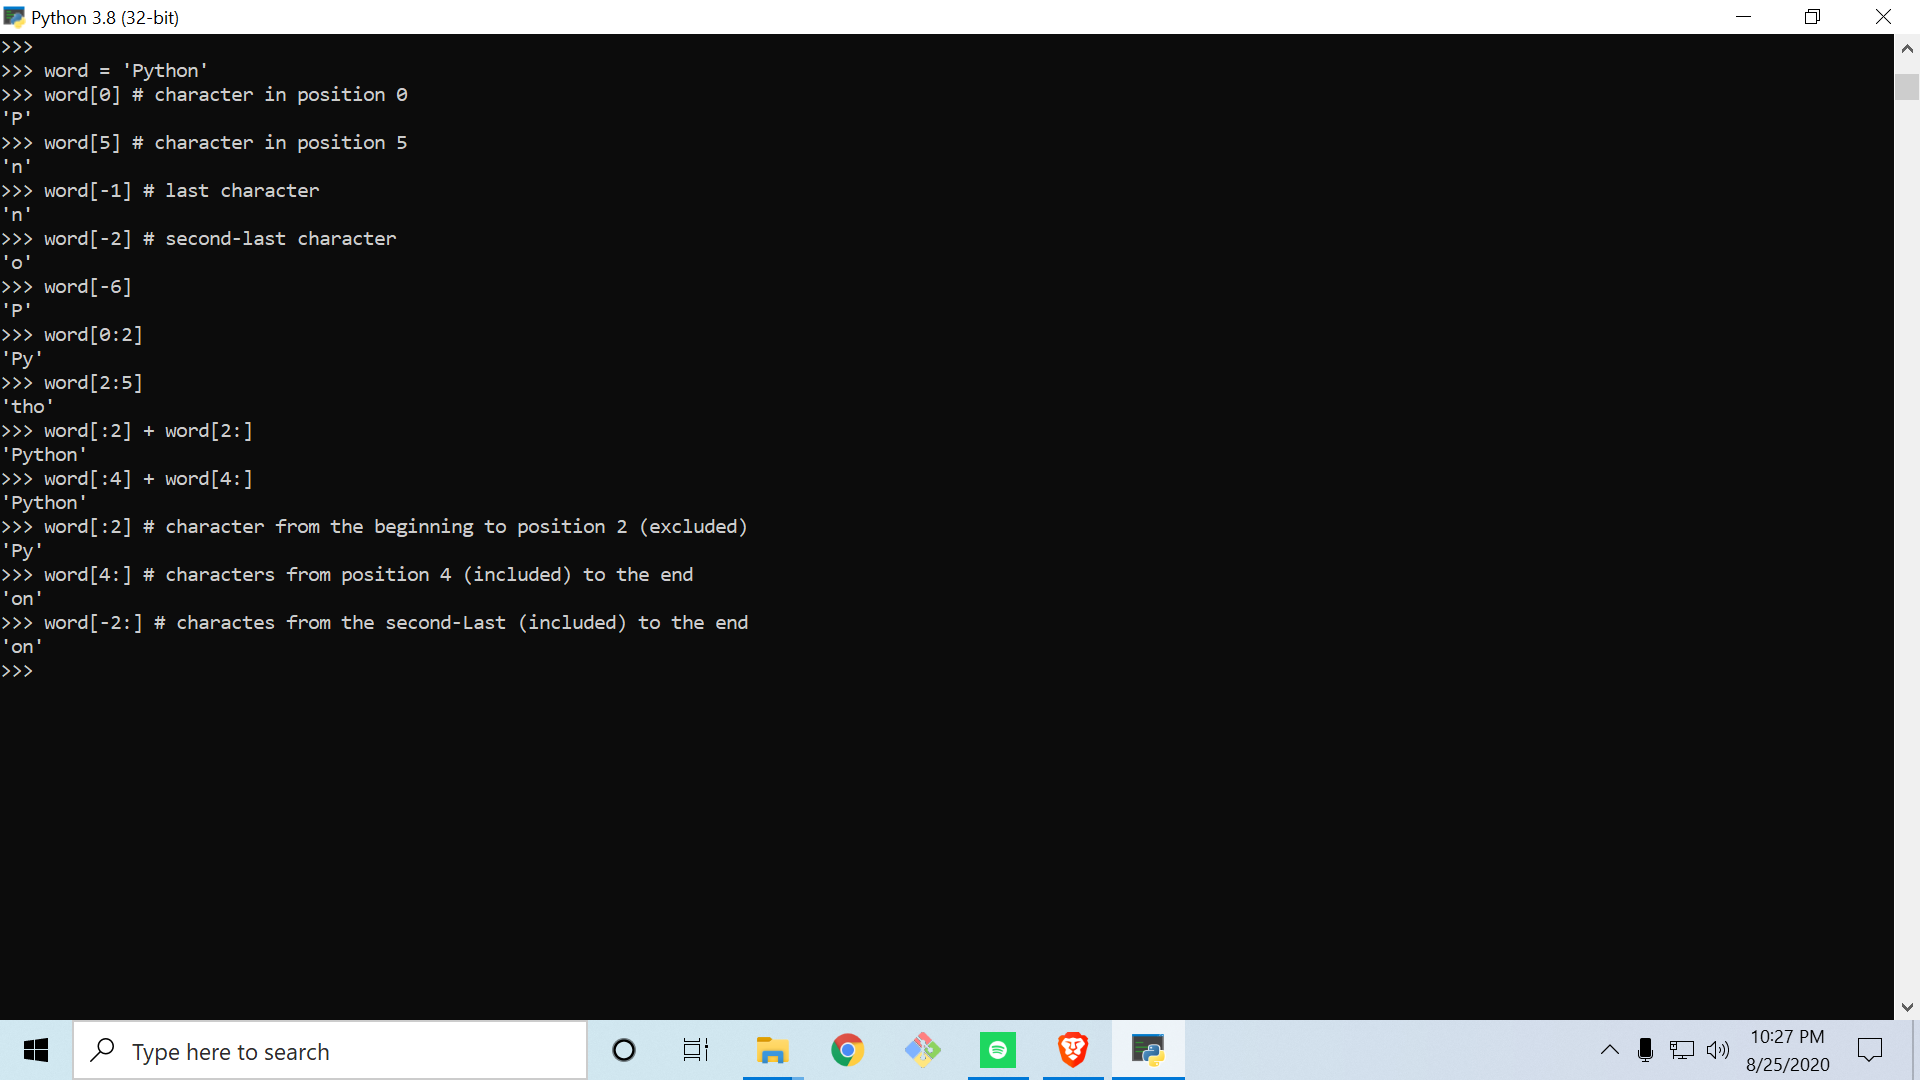 Python 3.8 (32-bit)
>>>
>>> word = 'Python'
>>> word[0] # character in position 0
'P'
>>> word[5] # character in position 5
'n'
>>> word[-1] # last character
'n'
>>> word[-2] # second-last character
'o'
>>> word[-6]
'P'
>>> word[0:2]
'Py'
>>> word[2:5]
'tho'
>>> word[:2] + word[2:]
'Python'
>>> word[:4] + word[4:]
'Python'
>>> word[:2] # character from the beginning to position 2 (excluded)
'Py'
>>> word[4:] # characters from position 4 (included) to the end
'on'
>>> word[-2:] # charactes from the second-Last (included) to the end
'on'
>>>
Type here to search
10:27 PM
8/25/2020